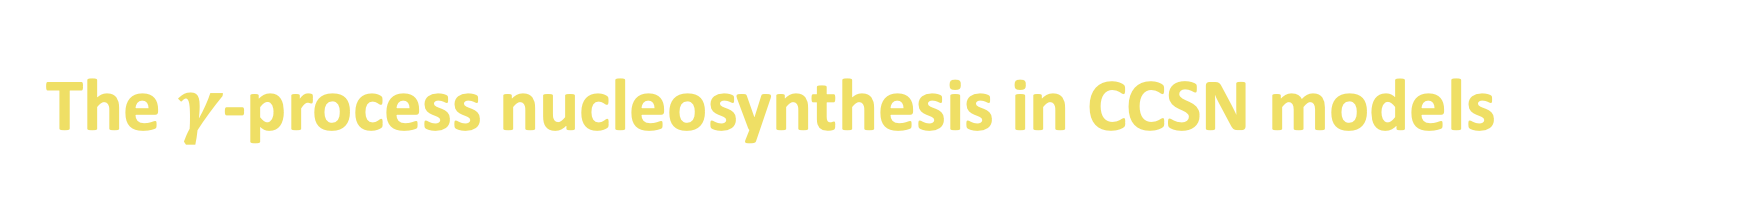 The γ-process nucleosynthesis in CCSN models